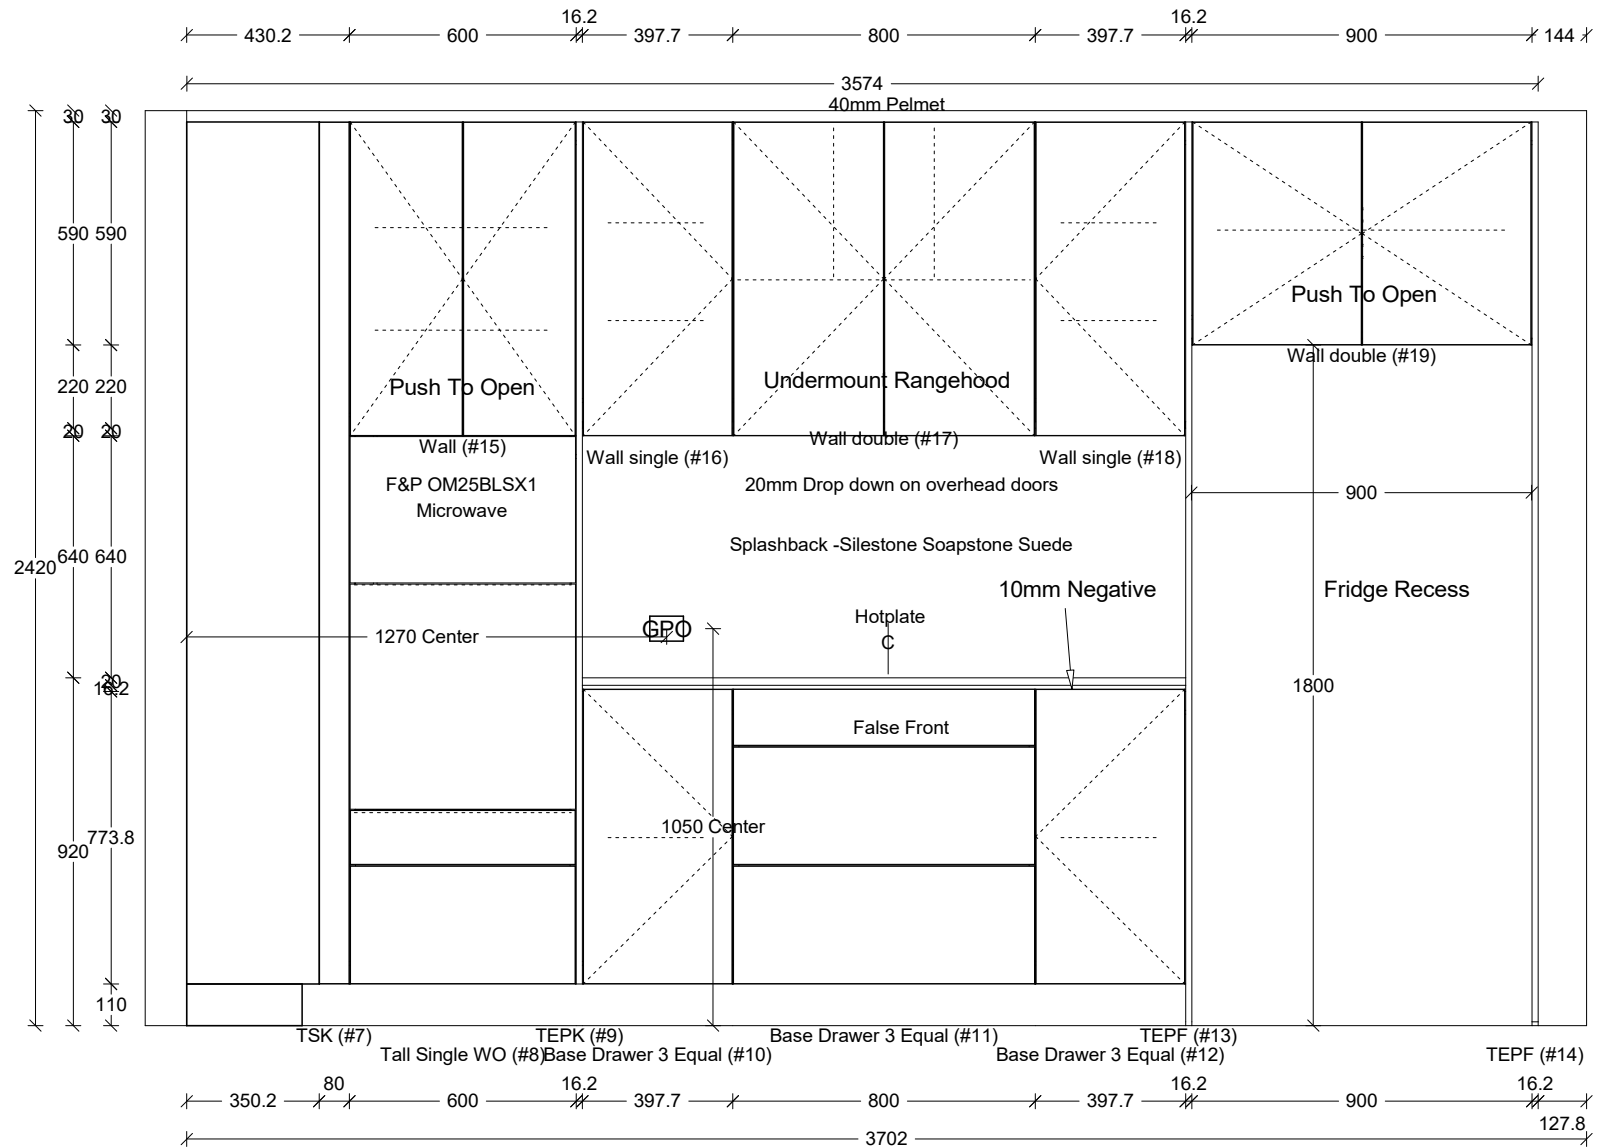 16.2 16.2
430.2 600 397.7 800 397.7 900 144
3574
40mm Pelmet
30 30
590 590
Push To Open
Wall double (#19)
220 220
Push To Open
Undermount Rangehood
20 20
Wall (#15)
Wall double (#17)
Wall single (#16)
Wall single (#18)
F&P OM25BLSX1
Microwave
20mm Drop down on overhead doors
900
Splashback -Silestone Soapstone Suede
2420
640 640
10mm Negative
Fridge Recess
Hotplate
C
GPO
1270 Center
20
16.2
1800
False Front
1050 Center
920
773.8
110
TSK (#7) TEPK (#9) Base Drawer 3 Equal (#11) TEPF (#13)
Tall Single WO (#8) Base Drawer 3 Equal (#10) Base Drawer 3 Equal (#12) TEPF (#14)
80 16.2 16.2 16.2
350.2 600 397.7 800 397.7 900
127.8
3702